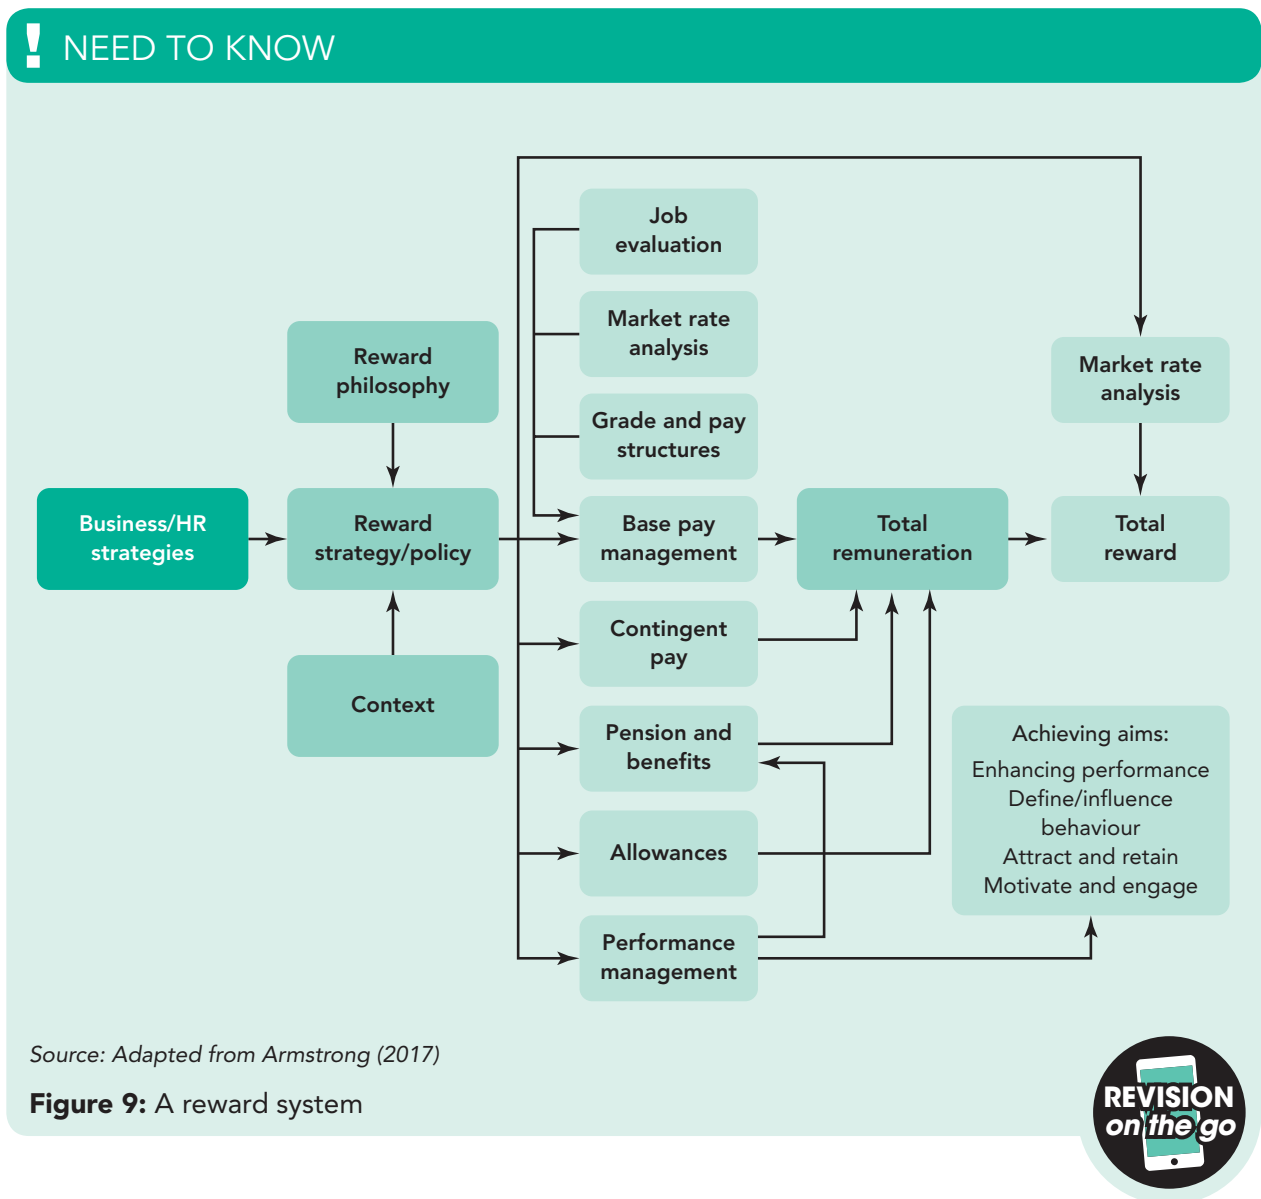 ! NEED TO KNOW
Job
evaluation
Market rate
analysis
Grade and pay
structures
Reward
philosophy
Market rate
analysis
Business/HR
strategies
Reward
strategy/policy
Base pay
management
Total
remuneration
Total
reward
Contingent
pay
Context
Pension and
benefits
Allowances
Performance
management
Achieving aims:
Enhancing performance
Define/influence
behaviour
Attract and retain
Motivate and engage
Source: Adapted from Armstrong (2017)
Figure 9: A reward system
REVISION
on the go